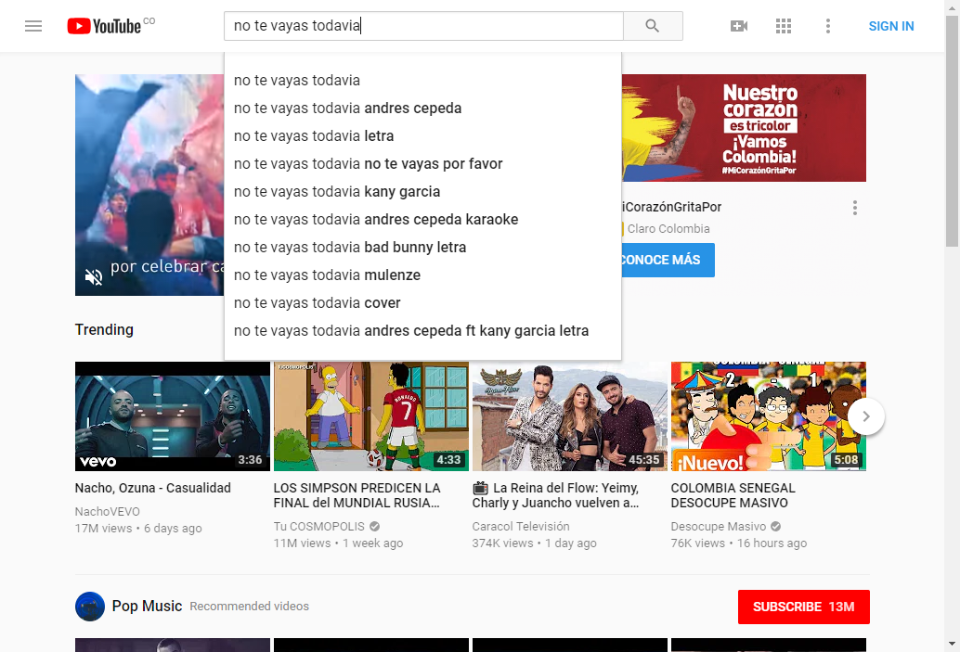 YouTube CO
no te vayas todavia
SIGN IN
no te vayas todavia
no te vayas todavia andres cepeda
no te vayas todavia letra
no te vayas todavia no te vayas por favor
no te vayas todavia kany garcia
no te vayas todavia andres cepeda karaoke
no te vayas todavia bad bunny letra
no te vayas todavia mulenze
no te vayas todavia cover
no te vayas todavia andres cepeda ft kany garcia letra
por celebrar
Nuestro
corazón
es tricolor
¡Vamos
Colombia!
#MiCorazónGritaPor
iCorazónGritaPor
Claro Colombia
CONOCE MÁS
Trending
vevo
3:36
4:33
RONALDO
7
45:35
2
1
¡Nuevo!
5:08
Nacho, Ozuna - Casualidad
NachoVEVO
17M views • 6 days ago
LOS SIMPSON PREDICEN LA
FINAL del MUNDIAL RUSIA...
Tu COSMOPOLIS
11M views • 1 week ago
La Reina del Flow: Yeimy,
Charly y Juancho vuelven a...
Caracol Televisión
374K views • 1 day ago
COLOMBIA SENEGAL
DESOCUPE MASIVO
Desocupe Masivo
76K views • 16 hours ago
Pop Music Recommended videos
SUBSCRIBE 13M